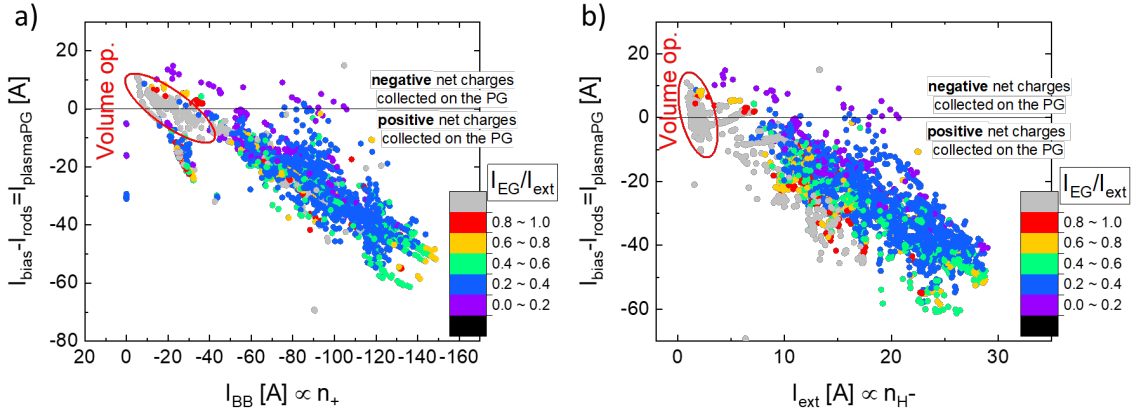 a)
I_bias-I_rods=I_plasmaPG [A]
20
0
-20
-40
-60
-80
Volume op.
negative net charges
collected on the PG
positive net charges
collected on the PG
I_EG/I_ext
0.8 ~ 1.0
0.6 ~ 0.8
0.4 ~ 0.6
0.2 ~ 0.4
0.0 ~ 0.2
20 0 -20 -40 -60 -80 -100 -120 -140 -160
I_BB [A] ∝ n_+
b)
I_bias-I_rods=I_plasmaPG [A]
20
0
-20
-40
-60
Volume op.
negative net charges
collected on the PG
positive net charges
collected on the PG
I_EG/I_ext
0.8 ~ 1.0
0.6 ~ 0.8
0.4 ~ 0.6
0.2 ~ 0.4
0.0 ~ 0.2
0 10 20 30
I_ext [A] ∝ n_H-